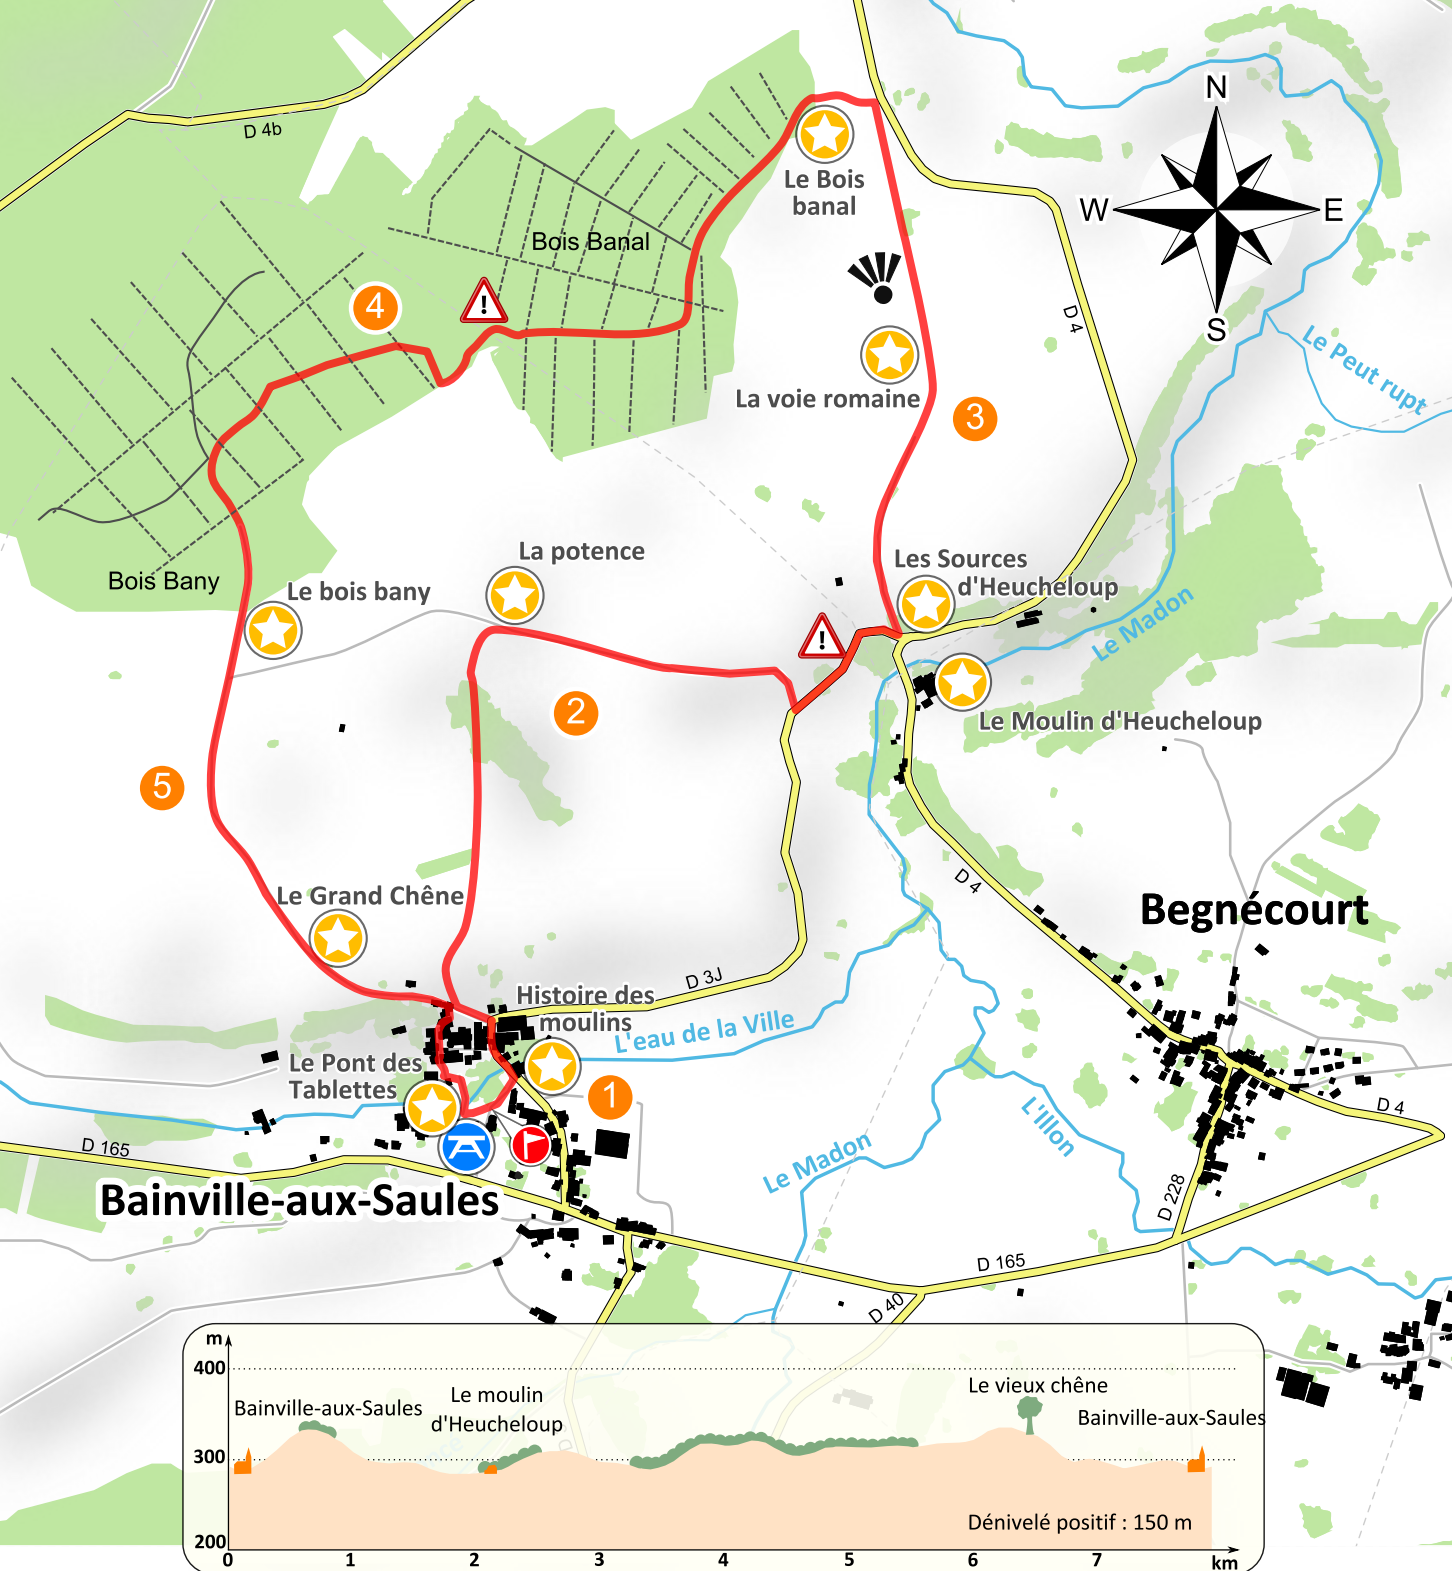 N
D 4b
Le Bois
banal
W
E
Bois Banal
S
4
!
D 4
Le Peut rupt
La voie romaine
3
La potence
Les Sources
d'Heucheloup
Bois Bany
Le bois bany
!
Le Madon
2
Le Moulin d'Heucheloup
5
D 4
Le Grand Chêne
Begnécourt
D 3J
Histoire des
moulins
L'eau de la Ville
Le Pont des
Tablettes
1
L'Illon
D 4
D 165
Le Madon
Bainville-aux-Saules
D 228
D 165
D 40
m
400
Bainville-aux-Saules
Le moulin
d'Heucheloup
Le vieux chêne
Bainville-aux-Saules
300
Dénivelé positif : 150 m
200
0
1
2
3
4
5
6
7
km